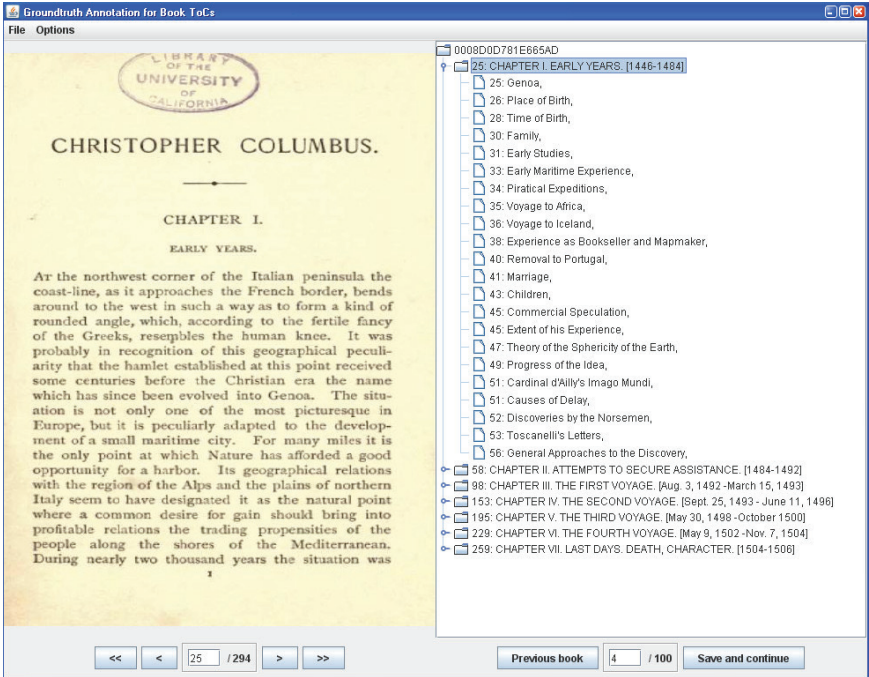 Groundtruth Annotation for Book ToCs
File Options
LIBRARY
OF THE
UNIVERSITY
OF
CALIFORNIA
CHRISTOPHER COLUMBUS.
CHAPTER I.
EARLY YEARS.
At the northwest corner of the Italian peninsula the
coast-line, as it approaches the French border, bends
around to the west in such a way as to form a kind of
rounded angle, which, according to the fertile fancy
of the Greeks, resembles the human knee. It was
probably in recognition of this geographical peculi-
arity that the hamlet established at this point received
some centuries before the Christian era the name
which has since been evolved into Genoa. The situ-
ation is not only one of the most picturesque in
Europe, but it is peculiarly adapted to the develop-
ment of a small maritime city. For many miles it is
the only point at which Nature has afforded a good
opportunity for a harbor. Its geographical relations
with the region of the Alps and the plains of northern
Italy seem to have designated it as the natural point
where a common desire for gain should bring into
profitable relations the trading propensities of the
people along the shores of the Mediterranean.
During nearly two thousand years the situation was
1
0008D0D781E665AD
25: CHAPTER I. EARLY YEARS. [1446-1484]
25: Genoa,
26: Place of Birth,
28: Time of Birth,
30: Family,
31: Early Studies,
33: Early Maritime Experience,
34: Piratical Expeditions,
35: Voyage to Africa,
36: Voyage to Iceland,
38: Experience as Bookseller and Mapmaker,
40: Removal to Portugal,
41: Marriage,
43: Children,
45: Commercial Speculation,
45: Extent of his Experience,
47: Theory of the Sphericity of the Earth,
49: Progress of the Idea,
51: Cardinal d'Ailly's Imago Mundi,
51: Causes of Delay,
52: Discoveries by the Norsemen,
53: Toscanelli's Letters,
56: General Approaches to the Discovery,
58: CHAPTER II. ATTEMPTS TO SECURE ASSISTANCE. [1484-1492]
98: CHAPTER III. THE FIRST VOYAGE. [Aug. 3, 1492 -March 15, 1493]
153: CHAPTER IV. THE SECOND VOYAGE. [Sept. 25, 1493 - June 11, 1496]
195: CHAPTER V. THE THIRD VOYAGE. [May 30, 1498 -October 1500]
229: CHAPTER VI. THE FOURTH VOYAGE. [May 9, 1502 -Nov. 7, 1504]
259: CHAPTER VII. LAST DAYS. DEATH, CHARACTER. [1504-1506]
<< < 25 / 294 > >>
Previous book 4 / 100 Save and continue